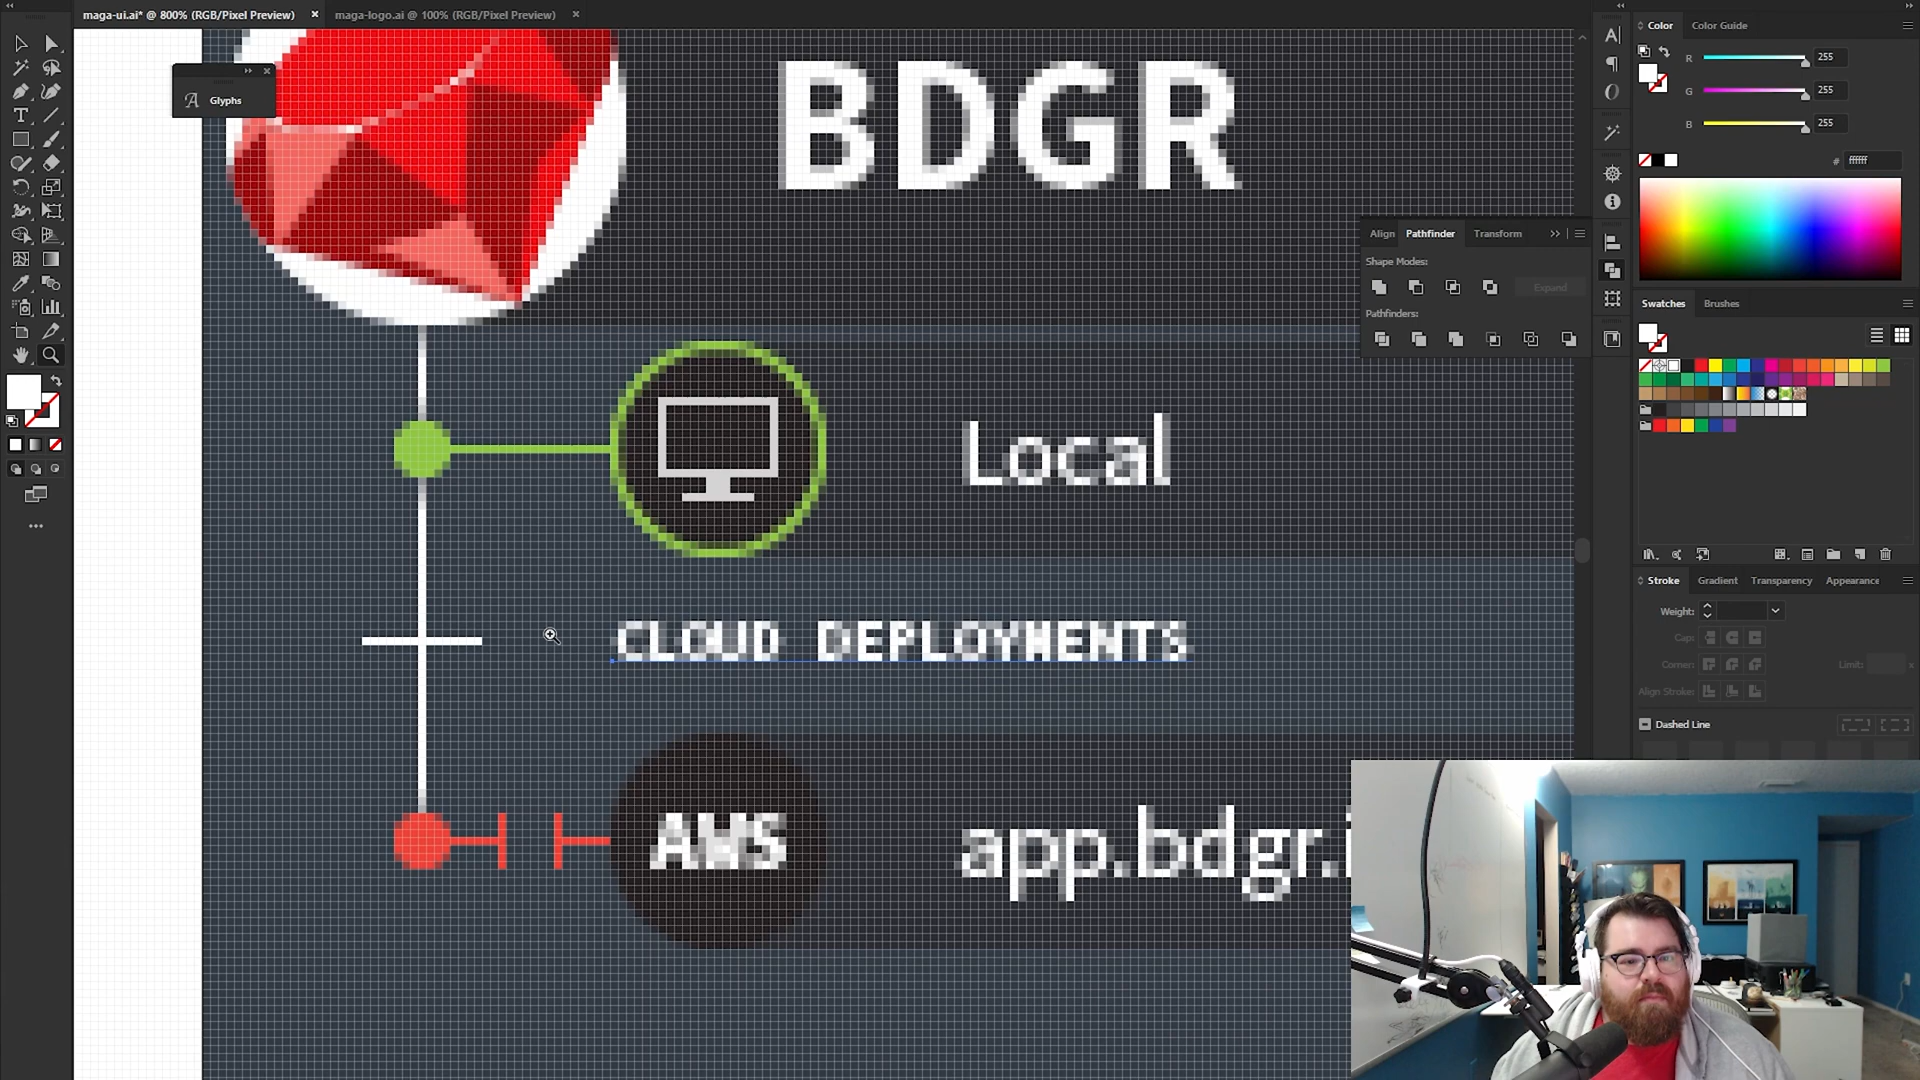 maga-ui.ai* @ 800% (RGB/Pixel Preview)
maga-logo.ai @ 100% (RGB/Pixel Preview)
Color
Color Guide
R
255
G
255
B
255
#
ffffff
Glyphs
BDGR
Align
Pathfinder
Transform
Shape Modes:
Expand
Pathfinders:
Swatches
Brushes
Local
CLOUD DEPLOYMENTS
Stroke
Gradient
Transparency
Appearance
Weight:
Cap:
Corner:
Limit:
x
Align Stroke:
Dashed Line
AWS
app.bdgr.